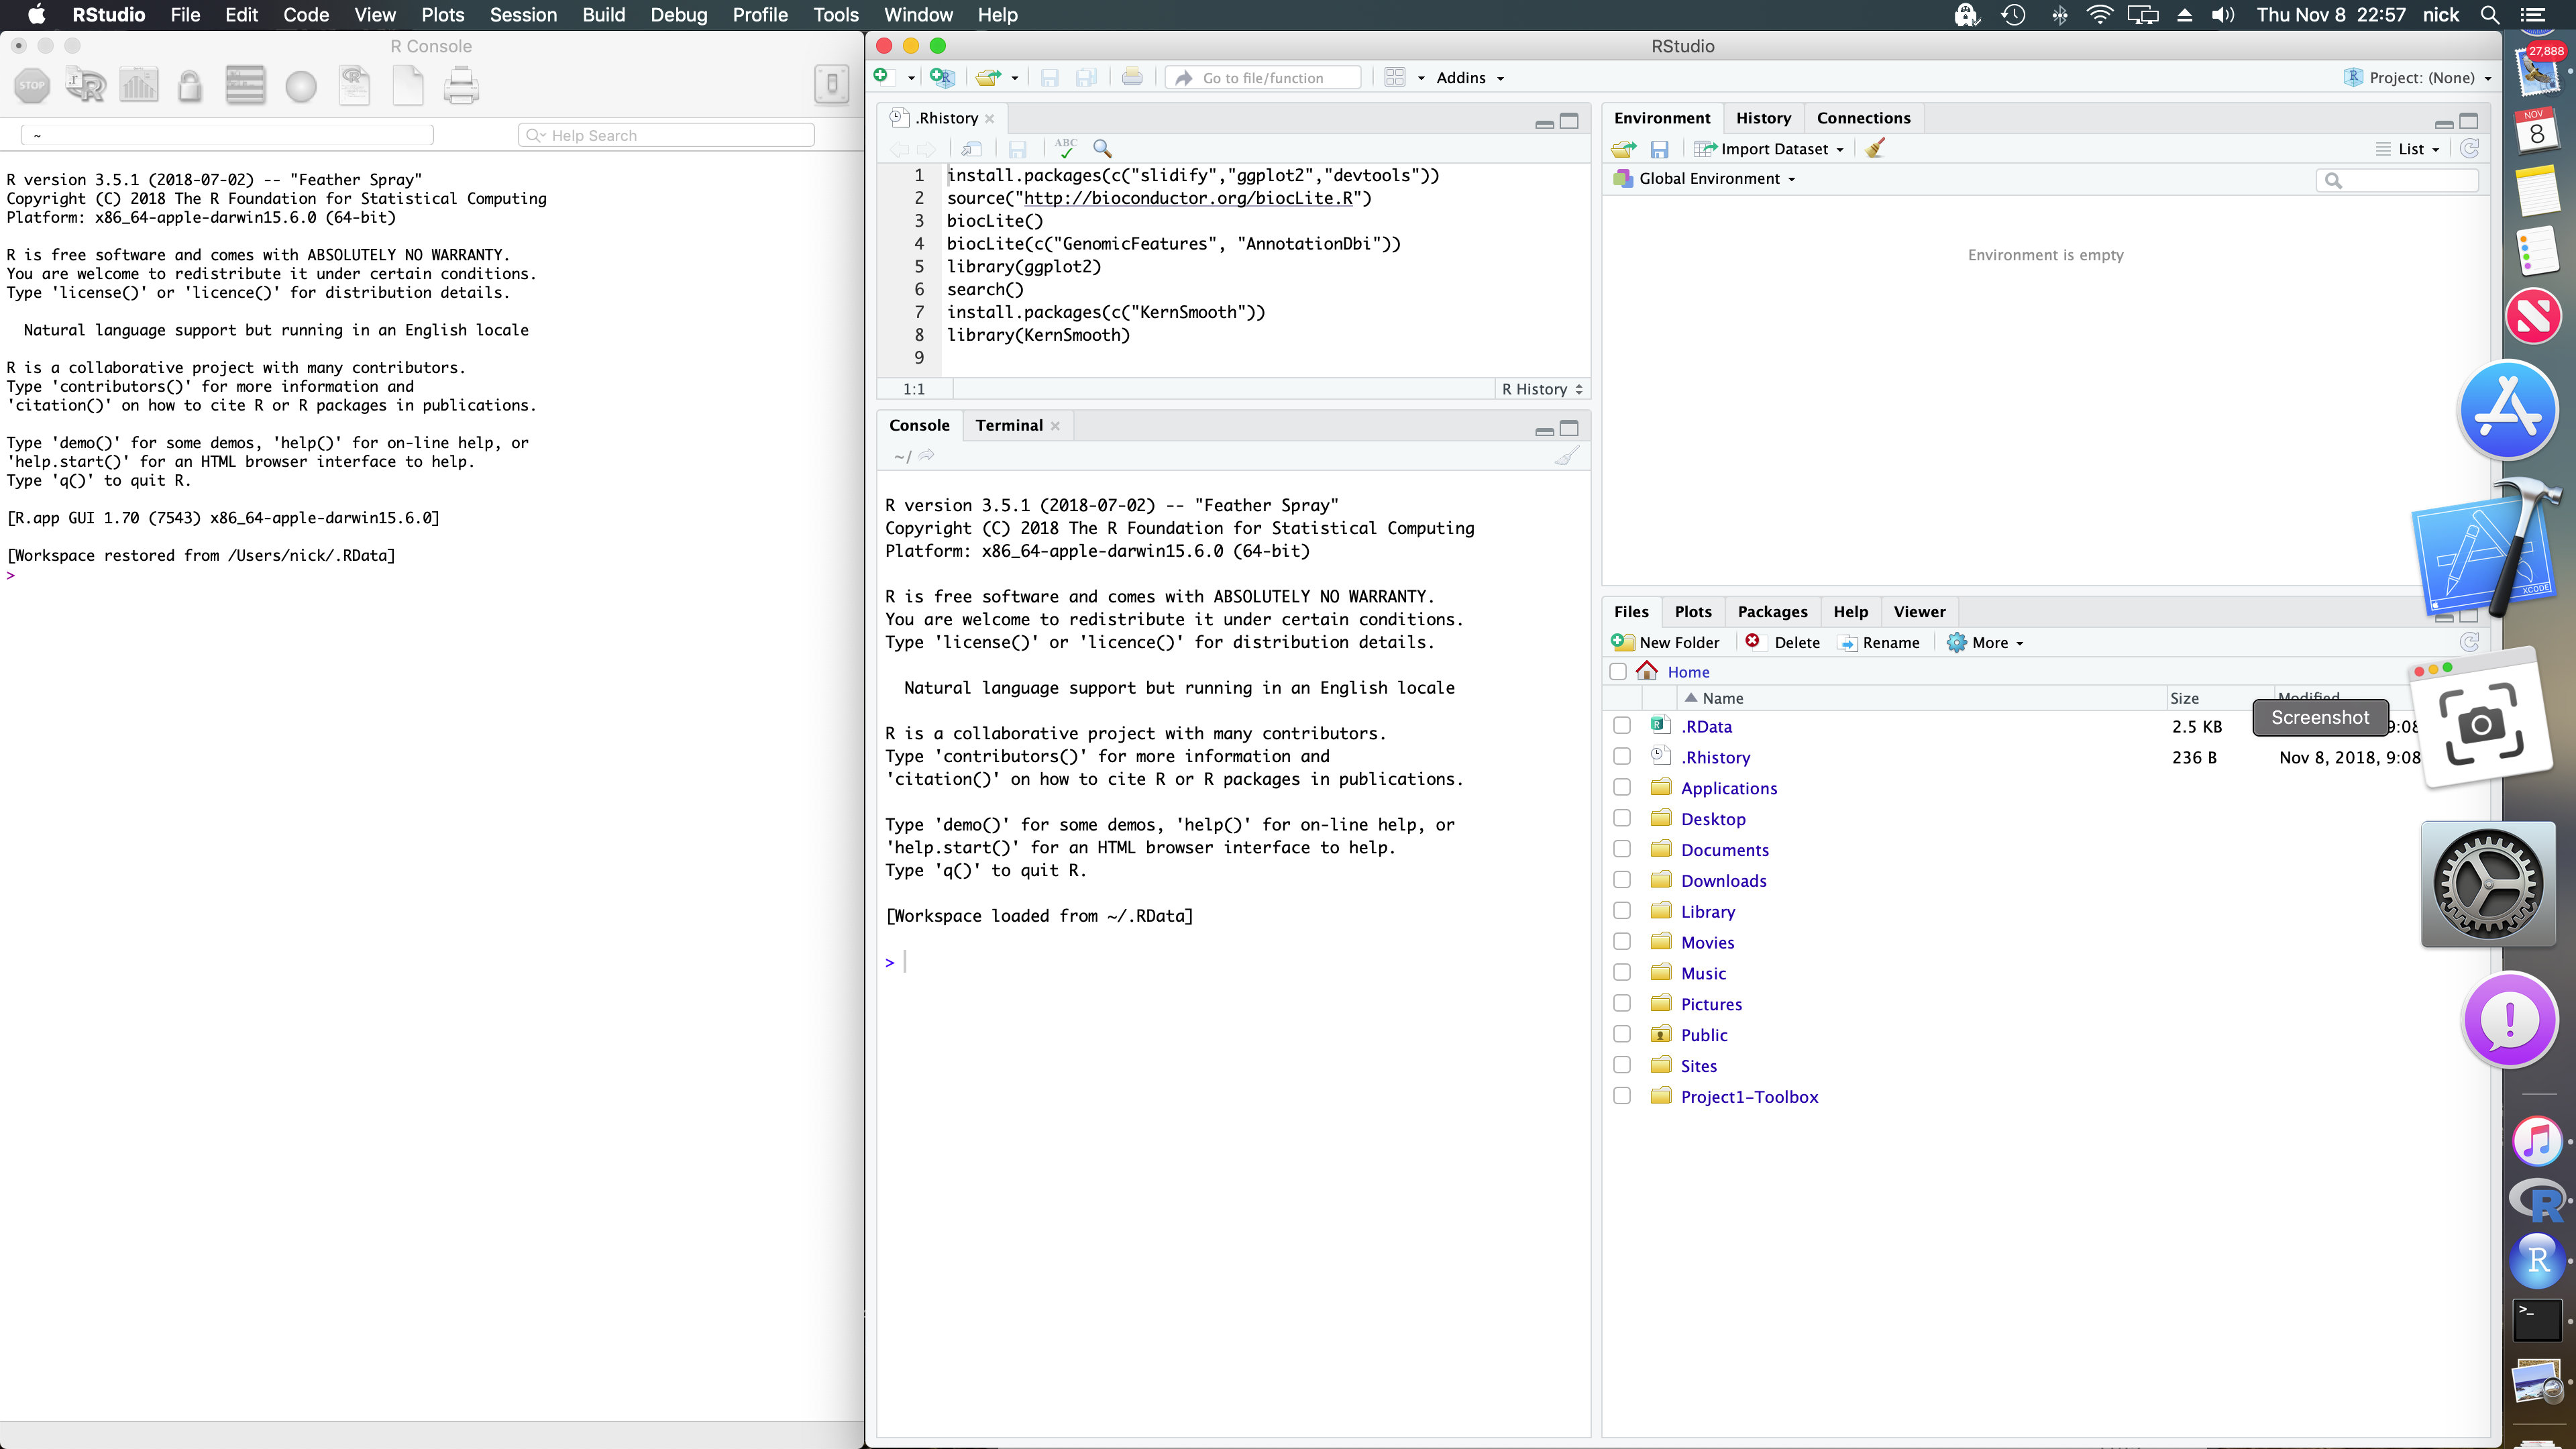 RStudio File Edit Code View Plots Session Build Debug Profile Tools Window Help
Thu Nov 8 22:57 nick
R Console
STOP
~
Help Search
R version 3.5.1 (2018-07-02) -- "Feather Spray"
Copyright (C) 2018 The R Foundation for Statistical Computing
Platform: x86_64-apple-darwin15.6.0 (64-bit)
R is free software and comes with ABSOLUTELY NO WARRANTY.
You are welcome to redistribute it under certain conditions.
Type 'license()' or 'licence()' for distribution details.
Natural language support but running in an English locale
R is a collaborative project with many contributors.
Type 'contributors()' for more information and
'citation()' on how to cite R or R packages in publications.
Type 'demo()' for some demos, 'help()' for on-line help, or
'help.start()' for an HTML browser interface to help.
Type 'q()' to quit R.
[R.app GUI 1.70 (7543) x86_64-apple-darwin15.6.0]
[Workspace restored from /Users/nick/.RData]
>
RStudio
Go to file/function
Addins
Project: (None)
.Rhistory
ABC
1 install.packages(c("slidify","ggplot2","devtools"))
2 source("http://bioconductor.org/biocLite.R")
3 biocLite()
4 biocLite(c("GenomicFeatures", "AnnotationDbi"))
5 library(ggplot2)
6 search()
7 install.packages(c("KernSmooth"))
8 library(KernSmooth)
9
1:1
R History
Console Terminal
~/
R version 3.5.1 (2018-07-02) -- "Feather Spray"
Copyright (C) 2018 The R Foundation for Statistical Computing
Platform: x86_64-apple-darwin15.6.0 (64-bit)
R is free software and comes with ABSOLUTELY NO WARRANTY.
You are welcome to redistribute it under certain conditions.
Type 'license()' or 'licence()' for distribution details.
Natural language support but running in an English locale
R is a collaborative project with many contributors.
Type 'contributors()' for more information and
'citation()' on how to cite R or R packages in publications.
Type 'demo()' for some demos, 'help()' for on-line help, or
'help.start()' for an HTML browser interface to help.
Type 'q()' to quit R.
[Workspace loaded from ~/.RData]
>
Environment History Connections
Import Dataset
List
Global Environment
Environment is empty
Files Plots Packages Help Viewer
New Folder Delete Rename More
Home
Name Size Modified
.RData 2.5 KB 9:08
.Rhistory 236 B Nov 8, 2018, 9:08
Applications
Desktop
Documents
Downloads
Library
Movies
Music
Pictures
Public
Sites
Project1-Toolbox
27,888
NOV
8
XCODE
Screenshot
R
R
>_